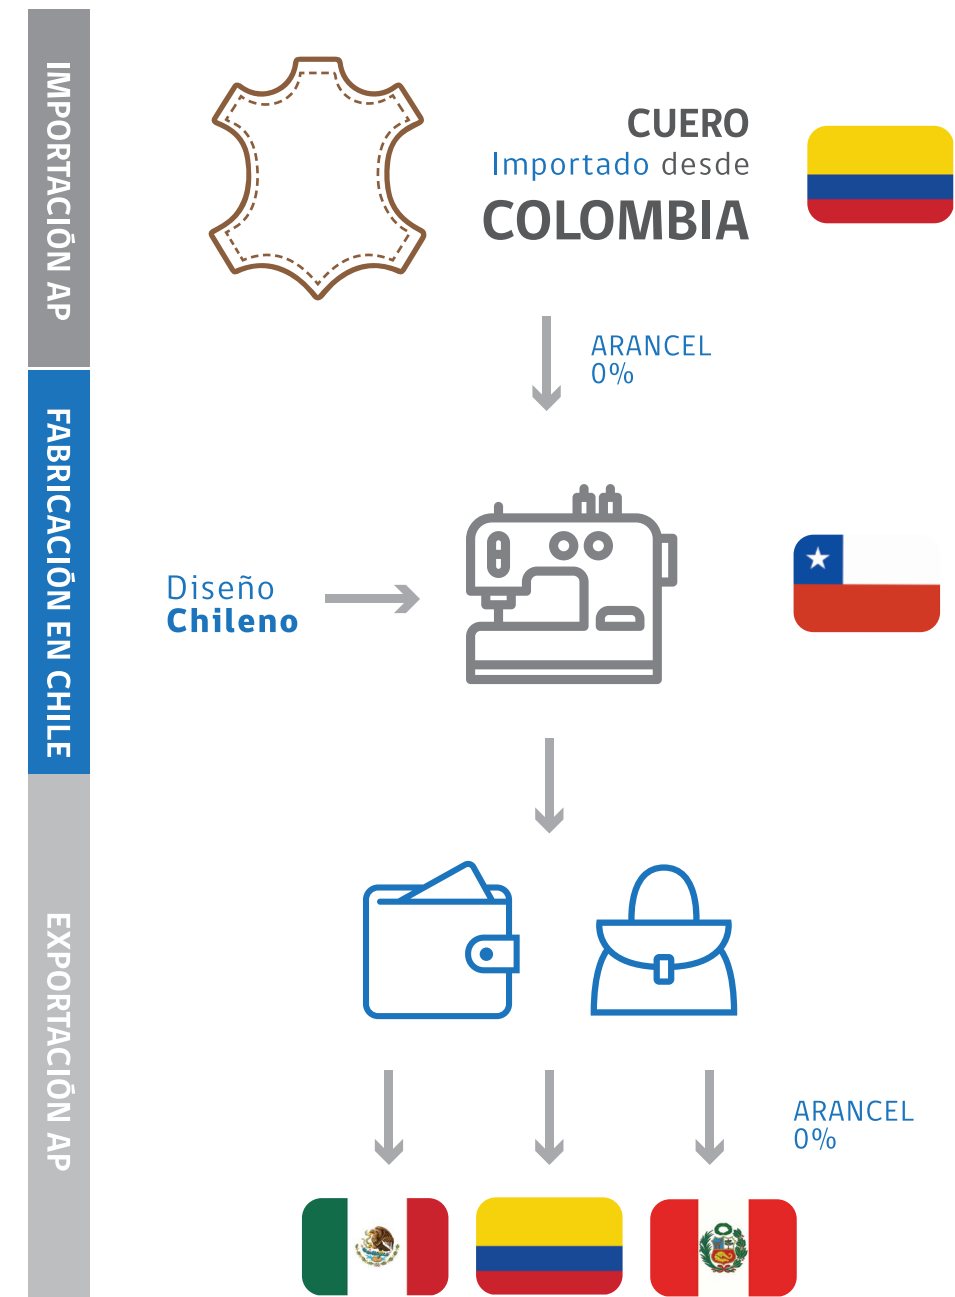 IMPORTACIÓN AP
CUERO
Importado desde
COLOMBIA
ARANCEL
0%
FABRICACIÓN EN CHILE
Diseño
Chileno
EXPORTACIÓN AP
ARANCEL
0%